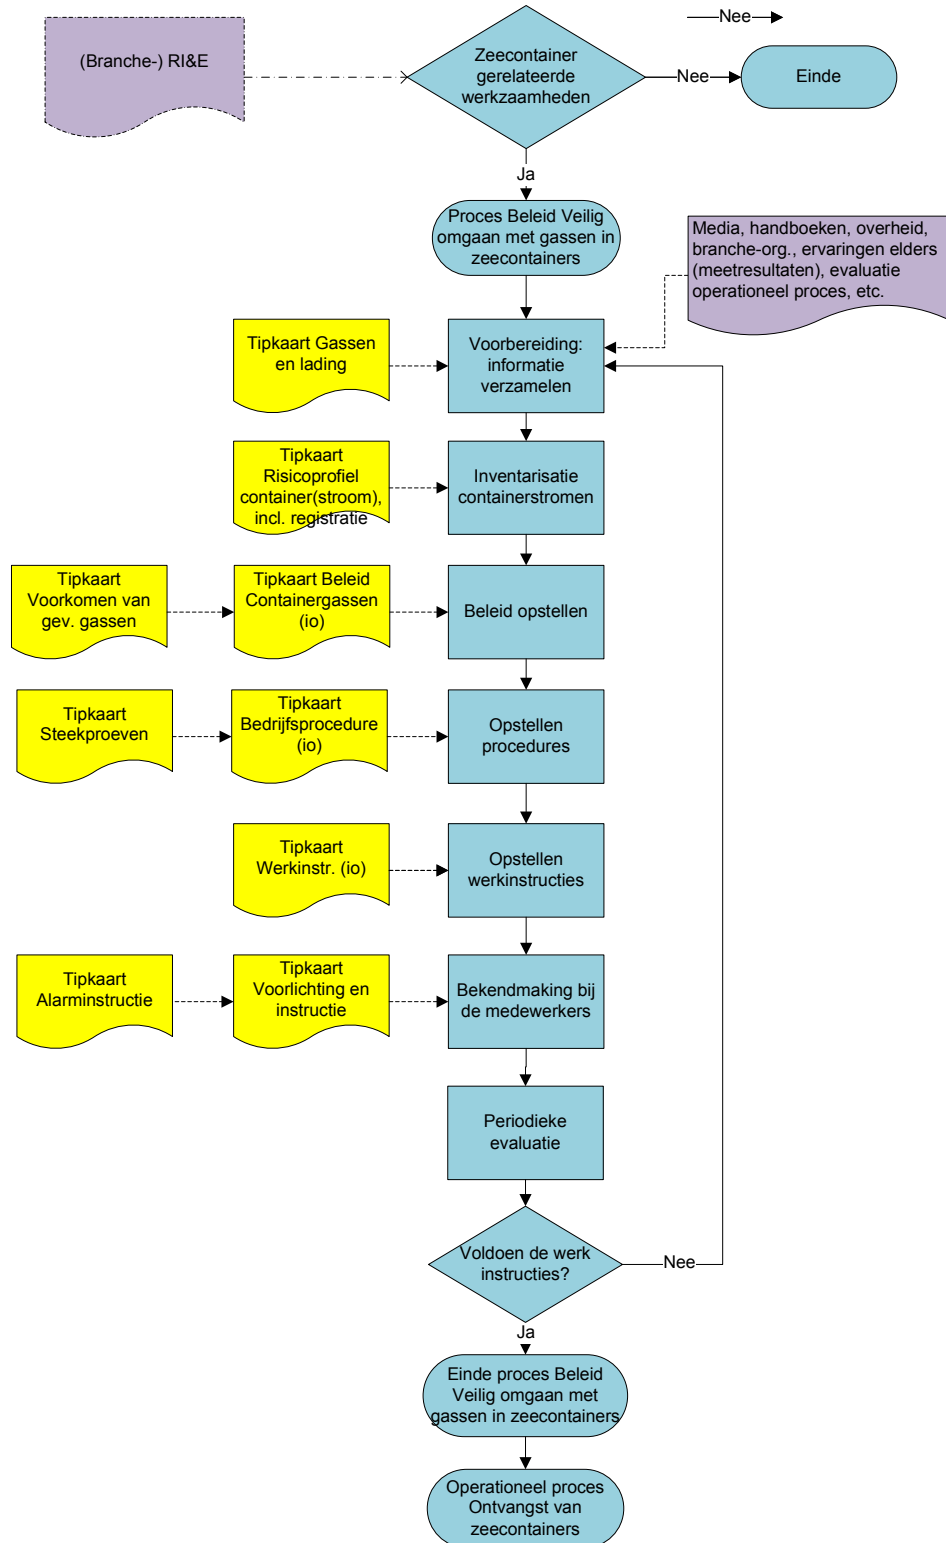 Nee
(Branche-) RI&E
Zeecontainer
gerelateerde
werkzaamheden
Nee
Einde
Ja
Proces Beleid Veilig
omgaan met gassen in
zeecontainers
Media, handboeken, overheid,
branche-org., ervaringen elders
(meetresultaten), evaluatie
operationeel proces, etc.
Tipkaart Gassen
en lading
Voorbereiding:
informatie
verzamelen
Tipkaart
Risicoprofiel
container(stroom),
incl. registratie
Inventarisatie
containerstromen
Tipkaart
Voorkomen van
gev. gassen
Tipkaart Beleid
Containergassen
(io)
Beleid opstellen
Tipkaart
Steekproeven
Tipkaart
Bedrijfsprocedure
(io)
Opstellen
procedures
Tipkaart
Werkinstr. (io)
Opstellen
werkinstructies
Tipkaart
Alarminstructie
Tipkaart
Voorlichting en
instructie
Bekendmaking bij
de medewerkers
Periodieke
evaluatie
Voldoen de werk
instructies?
Nee
Ja
Einde proces Beleid
Veilig omgaan met
gassen in zeecontainers
Operationeel proces
Ontvangst van
zeecontainers